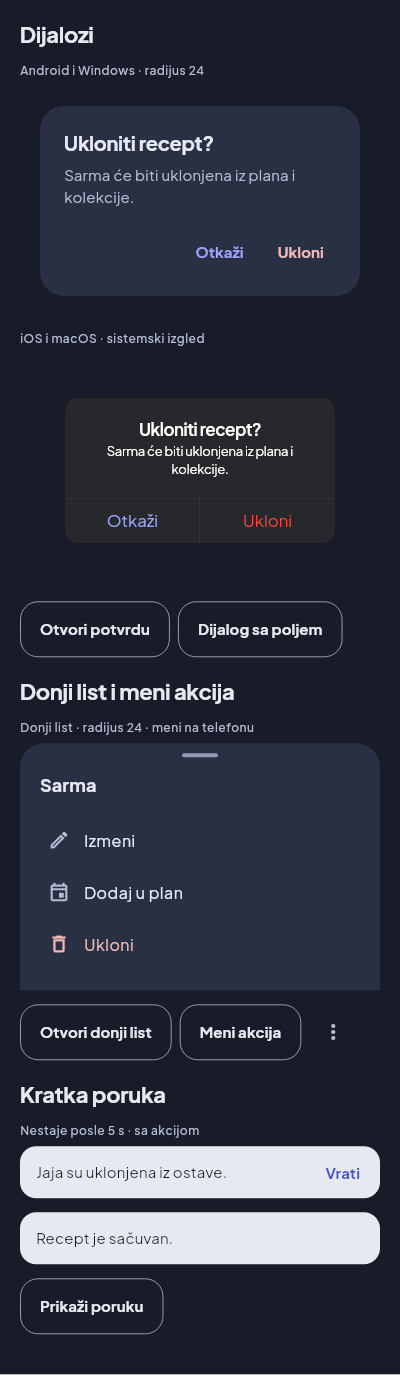 Dijalozi
Android i Windows · radijus 24
Ukloniti recept?
Sarma će biti uklonjena iz plana i
kolekcije.
Otkaži Ukloni
iOS i macOS · sistemski izgled
Ukloniti recept?
Sarma će biti uklonjena iz plana i
kolekcije.
Otkaži Ukloni
Otvori potvrdu Dijalog sa poljem
Donji list i meni akcija
Donji list · radijus 24 · meni na telefonu
Sarma
Izmeni
Dodaj u plan
Ukloni
Otvori donji list Meni akcija
Kratka poruka
Nestaje posle 5 s · sa akcijom
Jaja su uklonjena iz ostave. Vrati
Recept je sačuvan.
Prikaži poruku